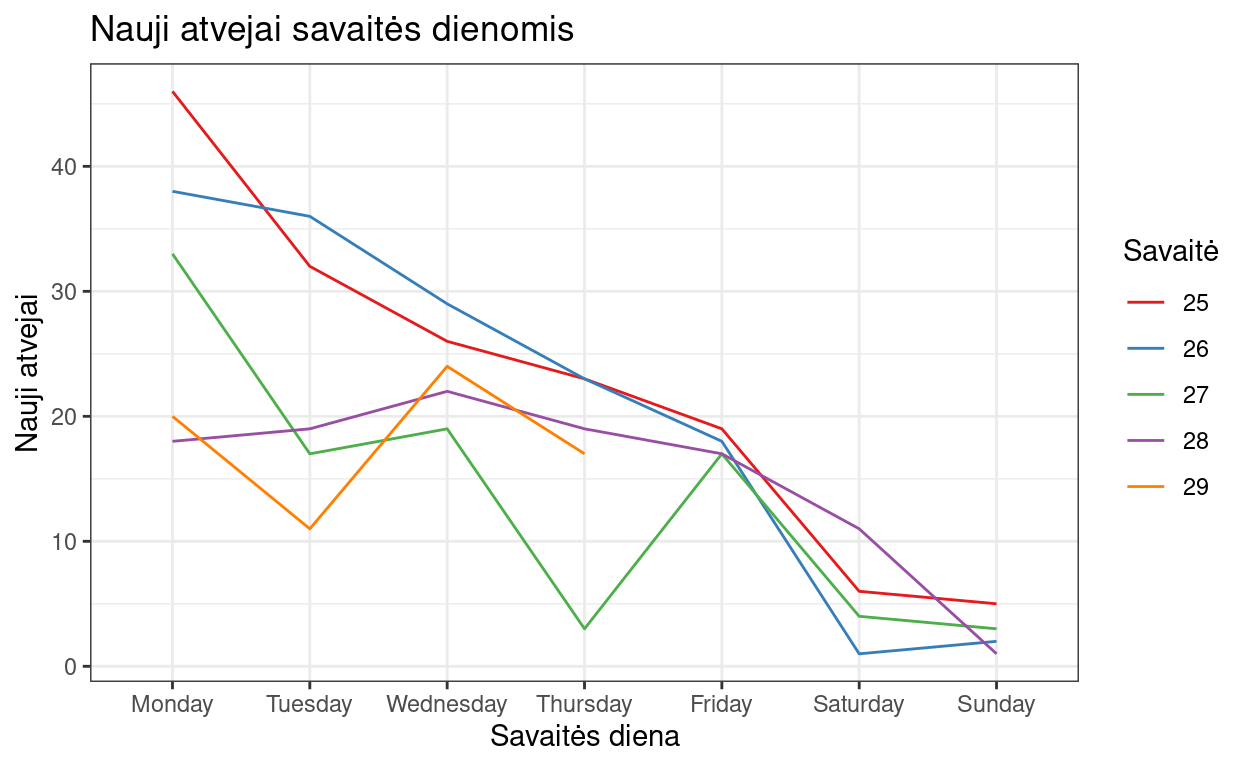 Nauji atvejai savaitės dienomis
Nauji atvejai
40
30
20
10
0
Monday Tuesday Wednesday Thursday Friday Saturday Sunday
Savaitės diena
Savaitė
25
26
27
28
29